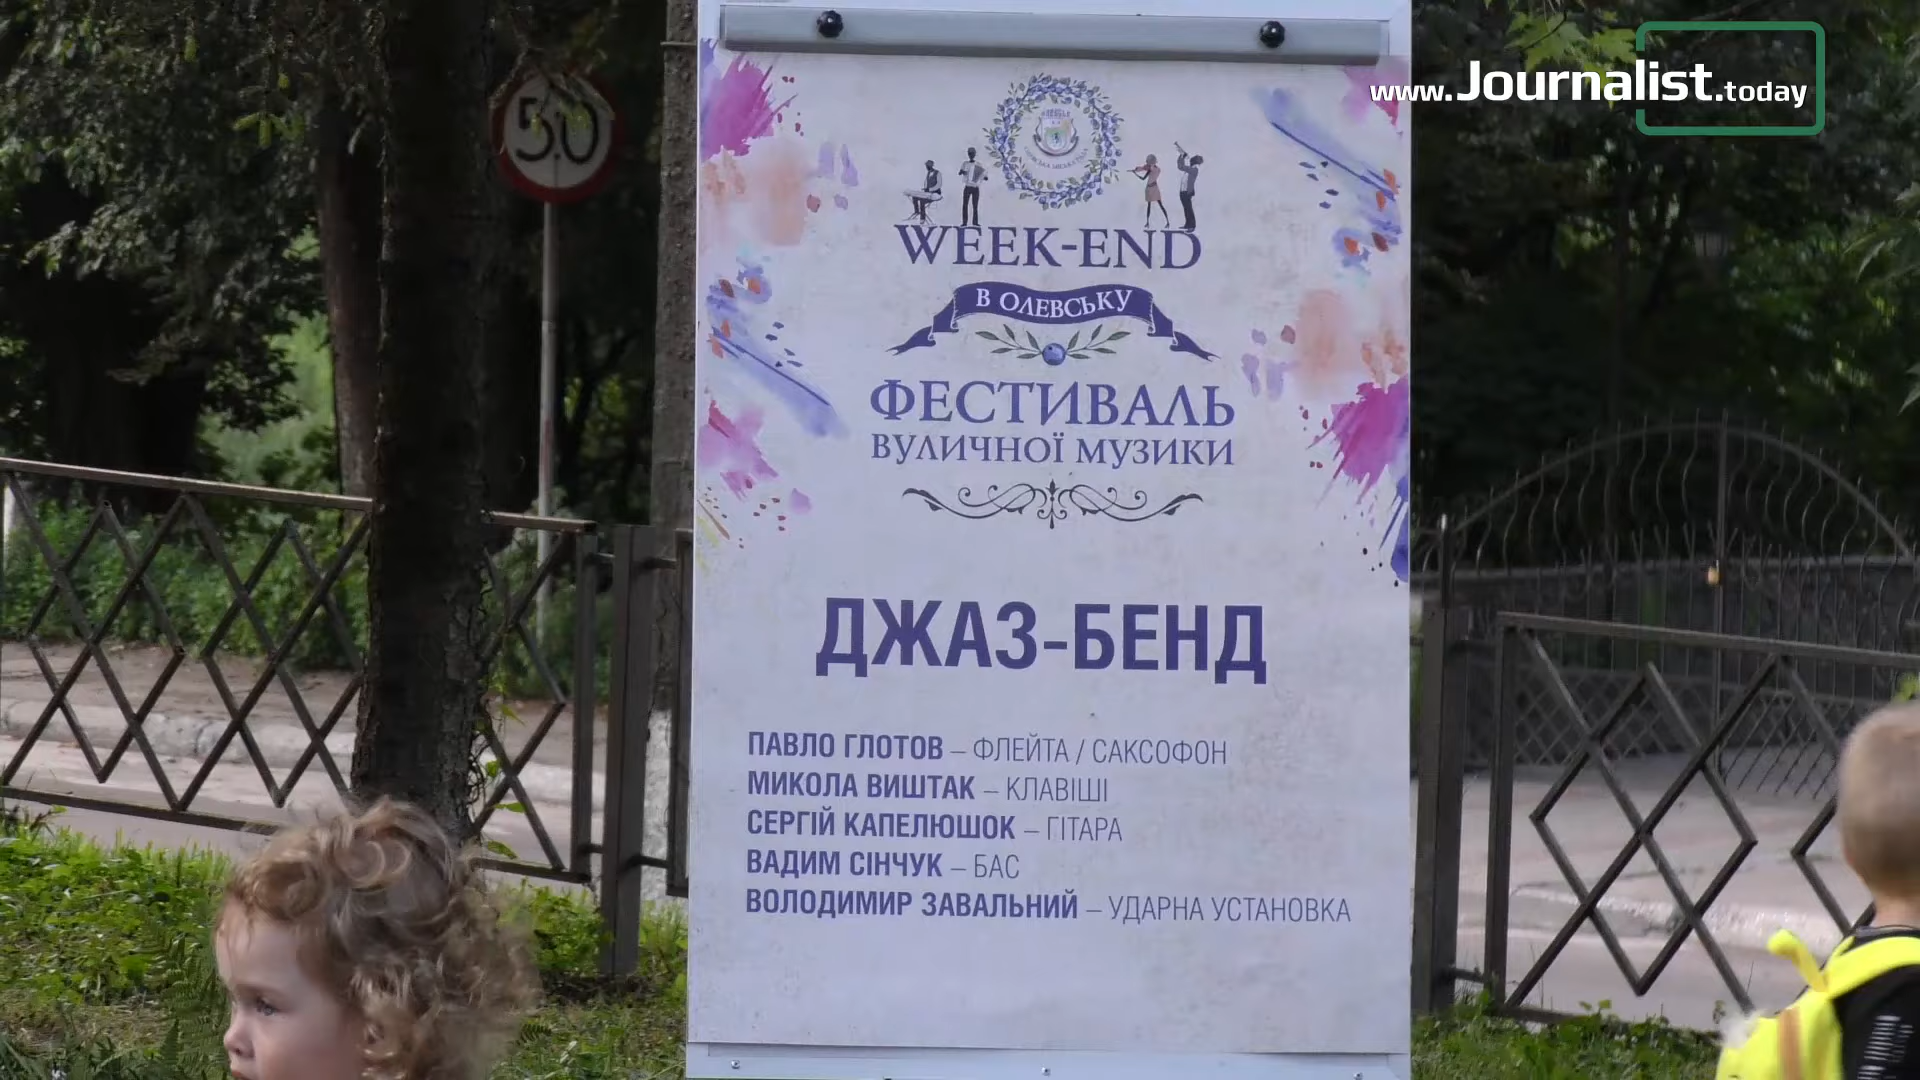 www.Journalist.today
50
WEEK-END
В ОЛЕВСЬКУ
ФЕСТИВАЛЬ
ВУЛИЧНОЇ МУЗИКИ
ДЖАЗ-БЕНД
ПАВЛО ГЛОТОВ – ФЛЕЙТА / САКСОФОН
МИКОЛА ВИШТАК – КЛАВІШІ
СЕРГІЙ КАПЕЛЮШОК – ГІТАРА
ВАДИМ СІНЧУК – БАС
ВОЛОДИМИР ЗАВАЛЬНИЙ – УДАРНА УСТАНОВКА